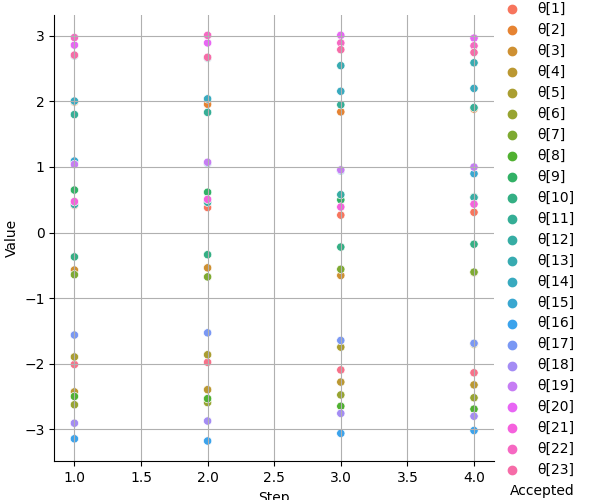 θ[1]
θ[2]
θ[3]
θ[4]
θ[5]
θ[6]
θ[7]
θ[8]
θ[9]
θ[10]
θ[11]
θ[12]
θ[13]
θ[14]
θ[15]
θ[16]
θ[17]
θ[18]
θ[19]
θ[20]
θ[21]
θ[22]
θ[23]
Accepted
3
2
1
0
−1
−2
−3
Value
1.0 1.5 2.0 2.5 3.0 3.5 4.0
Step